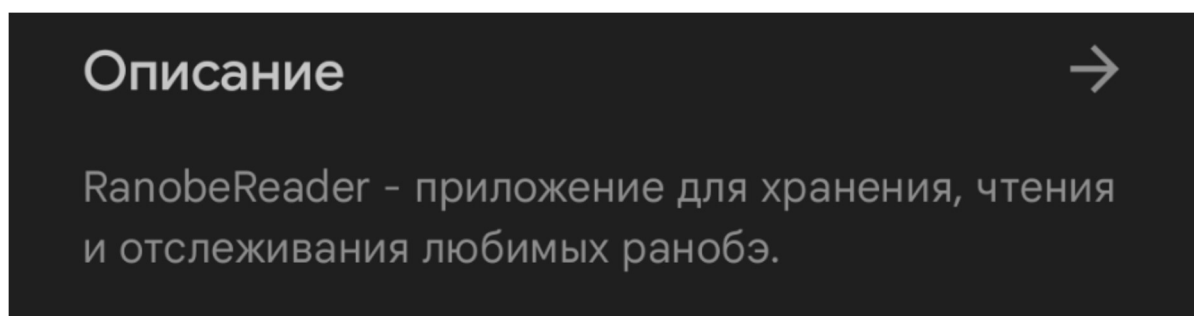 Описание
RanobeReader - приложение для хранения, чтения
и отслеживания любимых ранобэ.